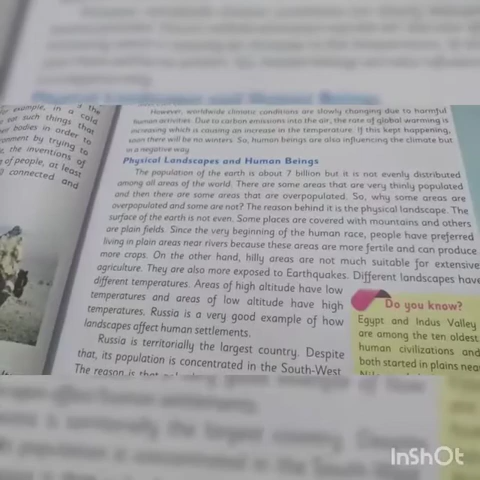 example, in a cold
such things that
bodies in order to
onment by trying to
the inventions of
of people, at least
connected and
However, worldwide climatic conditions are slowly changing due to harmful
human activities. Due to carbon emissions into the air, the rate of global warming is
increasing which is causing an increase in the temperature. If this kept happening,
soon there will be no winters. So, human beings are also influencing the climate but
in a negative way.
Physical Landscapes and Human Beings
The population of the earth is about 7 billion but it is not evenly distributed
among all areas of the world. There are some areas that are very thinly populated
and then there are some areas that are overpopulated. So, why some areas are
overpopulated and some are not? The reason behind it is the physical landscape. The
surface of the earth is not even. Some places are covered with mountains and others
are plain fields. Since the very beginning of the human race, people have preferred
living in plain areas near rivers because these areas are more fertile and can produce
more crops. On the other hand, hilly areas are not much suitable for extensive
agriculture. They are also more exposed to Earthquakes. Different landscapes have
different temperatures. Areas of high altitude have low
temperatures and areas of low altitude have high
temperatures. Russia is a very good example of how
landscapes affect human settlements.
Russia is territorially the largest country. Despite
that, its population is concentrated in the South-West
The reason is that
Do you know?
Egypt and Indus Valley
are among the ten oldest
human civilizations and
both started in plains near
InShOt